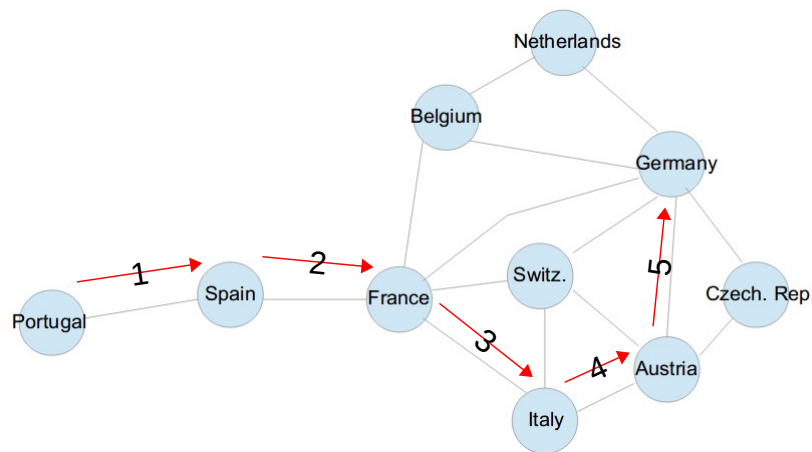 Netherlands
Belgium
Germany
1
2
Switz.
5
Spain
France
Czech. Rep
Portugal
3
4
Austria
Italy